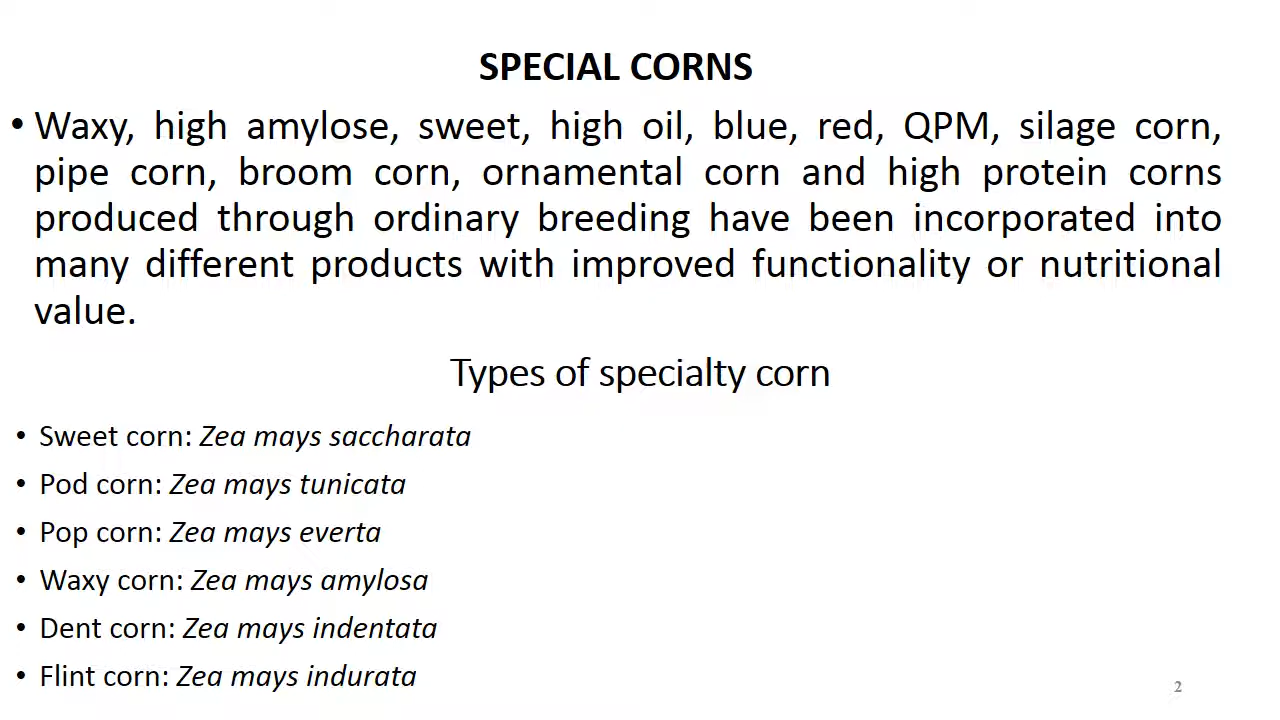 SPECIAL CORNS
• Waxy, high amylose, sweet, high oil, blue, red, QPM, silage corn,
pipe corn, broom corn, ornamental corn and high protein corns
produced through ordinary breeding have been incorporated into
many different products with improved functionality or nutritional
value.
Types of specialty corn
• Sweet corn: Zea mays saccharata
• Pod corn: Zea mays tunicata
• Pop corn: Zea mays everta
• Waxy corn: Zea mays amylosa
• Dent corn: Zea mays indentata
• Flint corn: Zea mays indurata
2